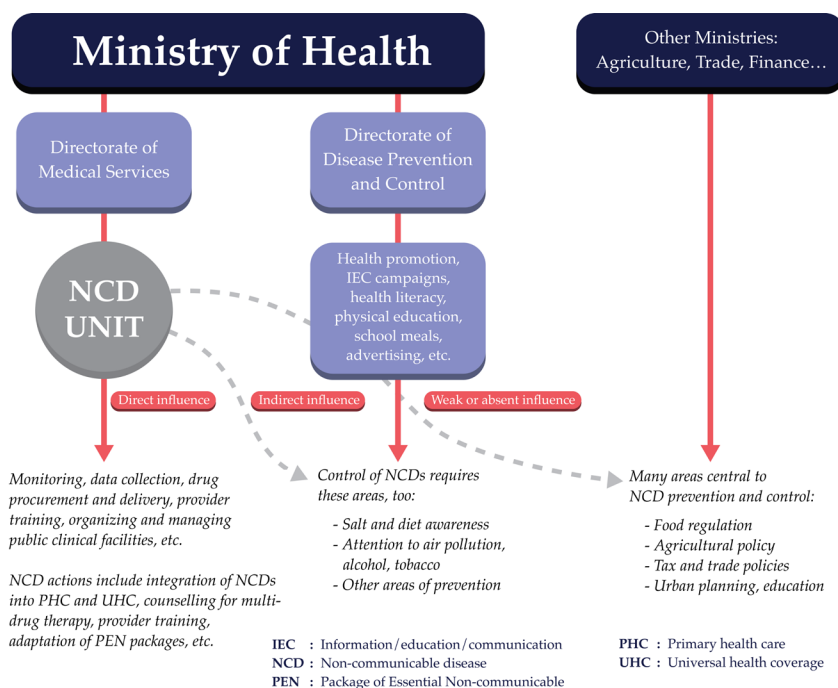 Ministry of Health
Other Ministries:
Agriculture, Trade, Finance…
Directorate of
Medical Services
Directorate of
Disease Prevention
and Control
NCD
UNIT
Health promotion,
IEC campaigns,
health literacy,
physical education,
school meals,
advertising, etc.
Direct influence
Indirect influence
Weak or absent influence
Monitoring, data collection, drug
procurement and delivery, provider
training, organizing and managing
public clinical facilities, etc.
NCD actions include integration of NCDs
into PHC and UHC, counselling for multi-
drug therapy, provider training,
adaptation of PEN packages, etc.
Control of NCDs requires
these areas, too:
- Salt and diet awareness
- Attention to air pollution,
alcohol, tobacco
- Other areas of prevention
Many areas central to
NCD prevention and control:
- Food regulation
- Agricultural policy
- Tax and trade policies
- Urban planning, education
IEC : Information/education/communication
NCD : Non-communicable disease
PEN : Package of Essential Non-communicable
PHC : Primary health care
UHC : Universal health coverage